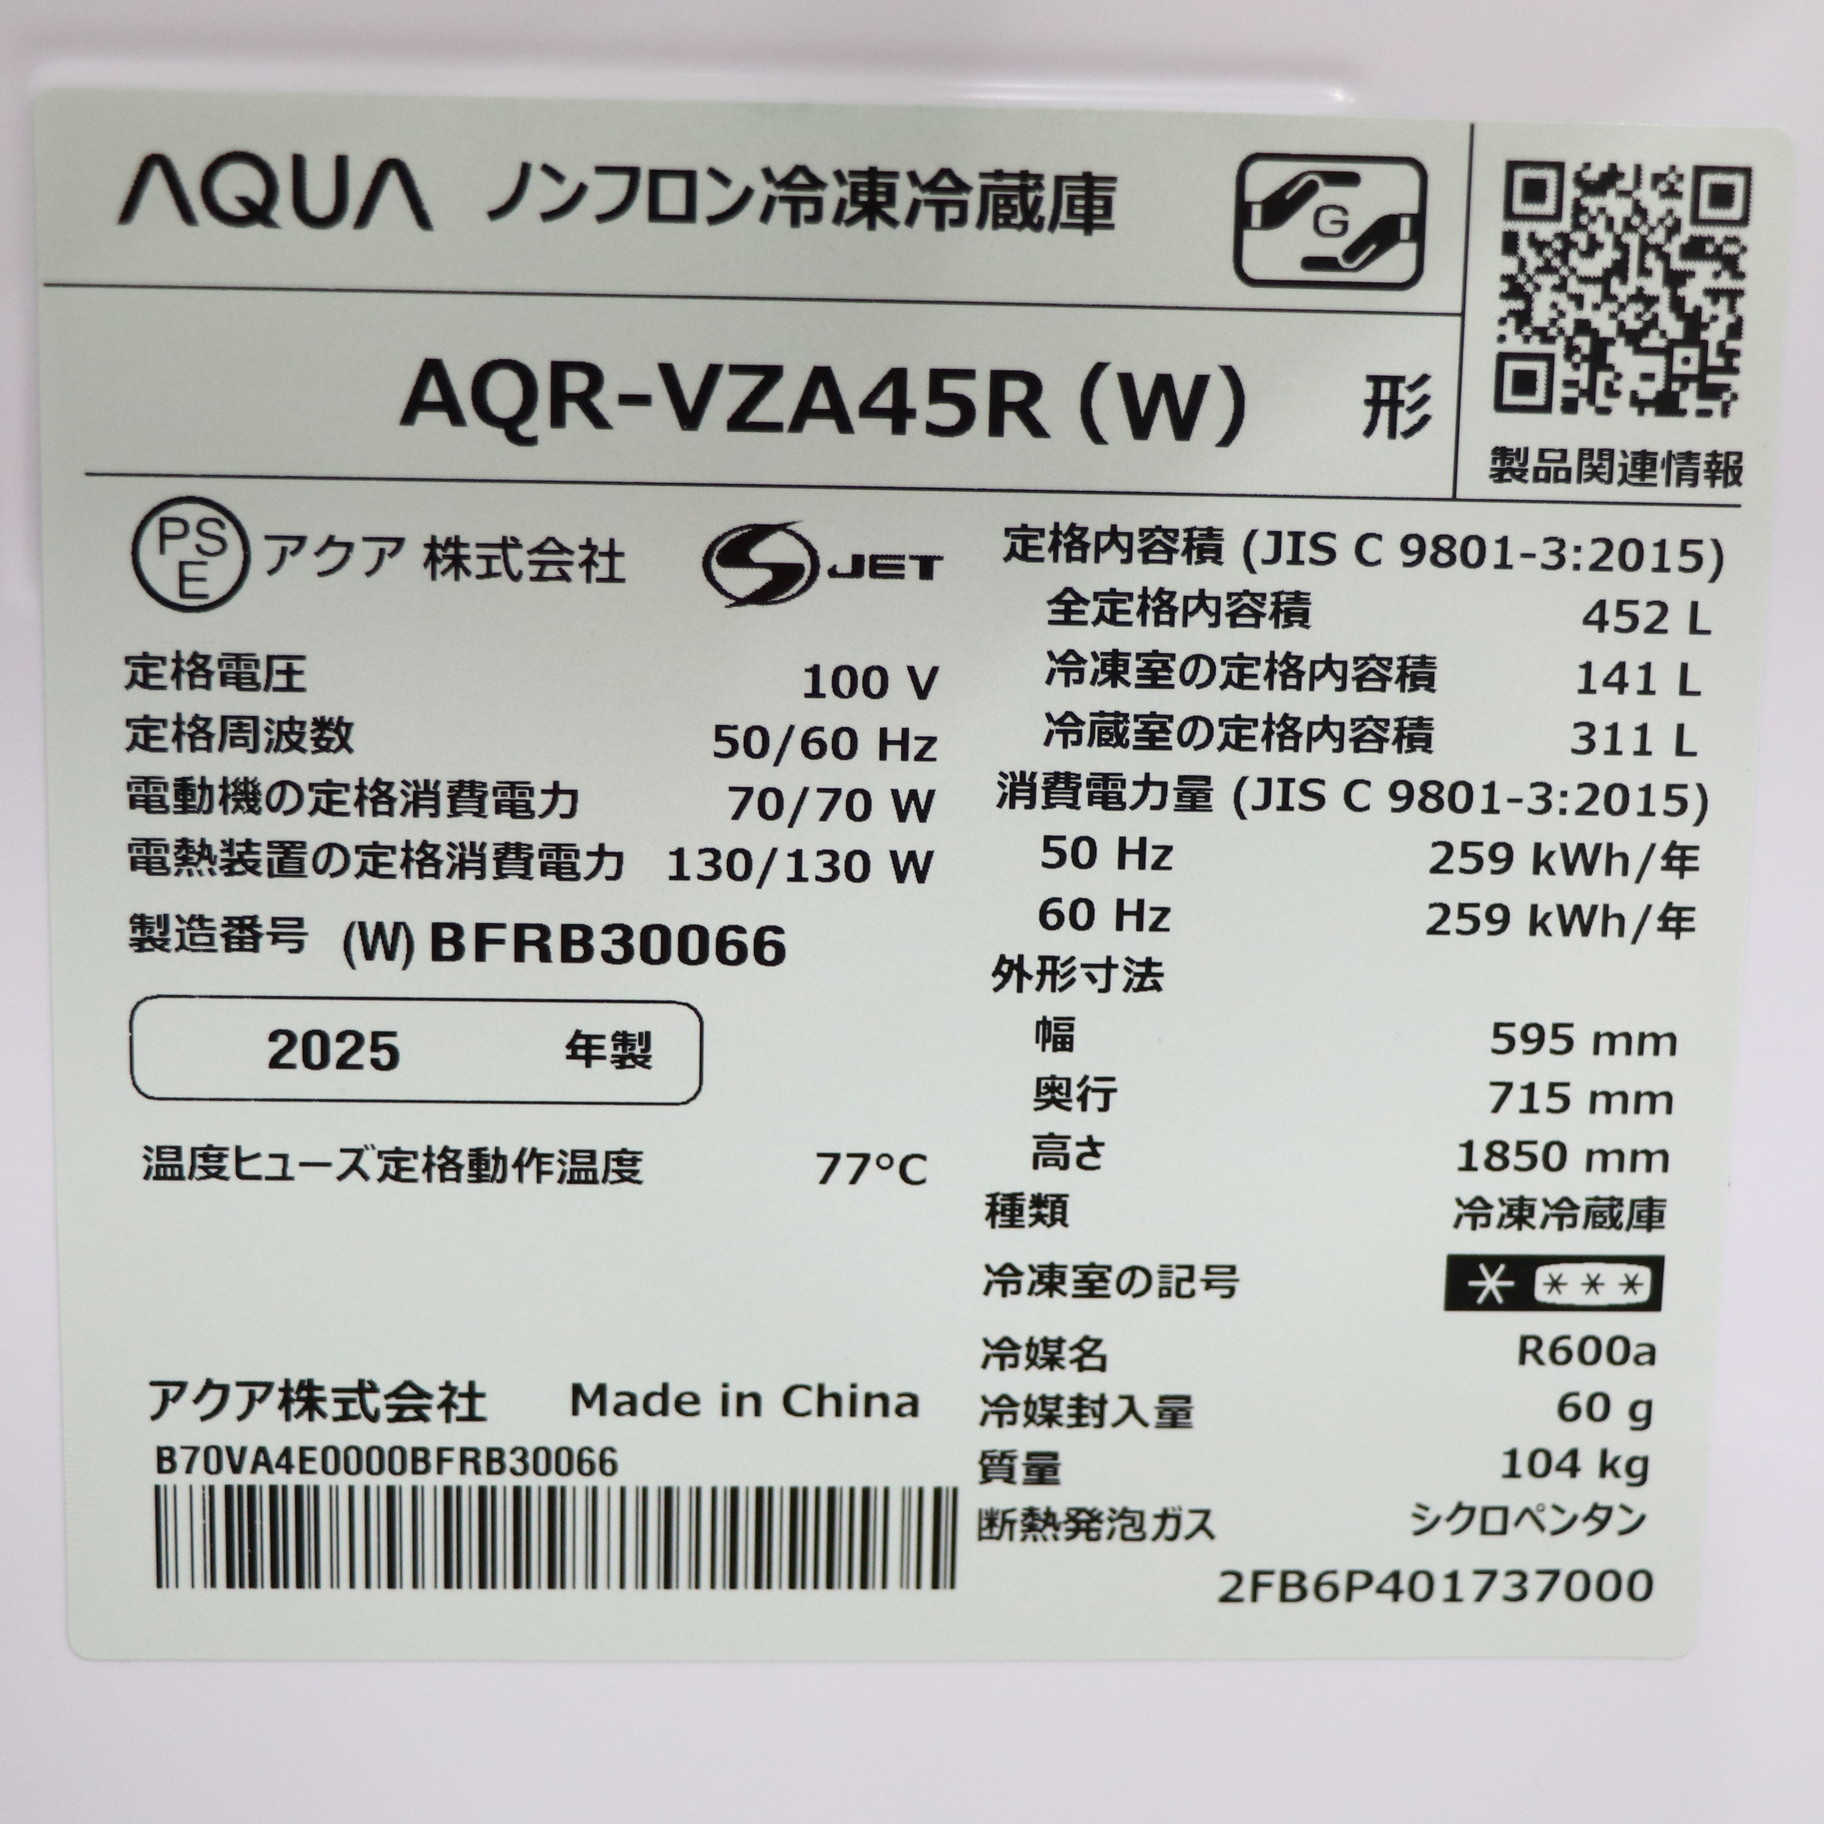 AQUA ノンフロン冷凍冷蔵庫
G
AQR-VZA45R (W) 形
製品関連情報
PS
E
アクア 株式会社
S JET
定格電圧 100 V
定格周波数 50/60 Hz
電動機の定格消費電力 70/70 W
電熱装置の定格消費電力 130/130 W
製造番号 (W) BFRB30066
2025 年製
温度ヒューズ定格動作温度 77°C
アクア株式会社 Made in China
B70VA4E0000BFRB30066
定格内容積 (JIS C 9801-3:2015)
全定格内容積 452 L
冷凍室の定格内容積 141 L
冷蔵室の定格内容積 311 L
消費電力量 (JIS C 9801-3:2015)
50 Hz 259 kWh/年
60 Hz 259 kWh/年
外形寸法
幅 595 mm
奥行 715 mm
高さ 1850 mm
種類 冷凍冷蔵庫
冷凍室の記号 * ***
冷媒名 R600a
冷媒封入量 60 g
質量 104 kg
断熱発泡ガス シクロペンタン
2FB6P401737000